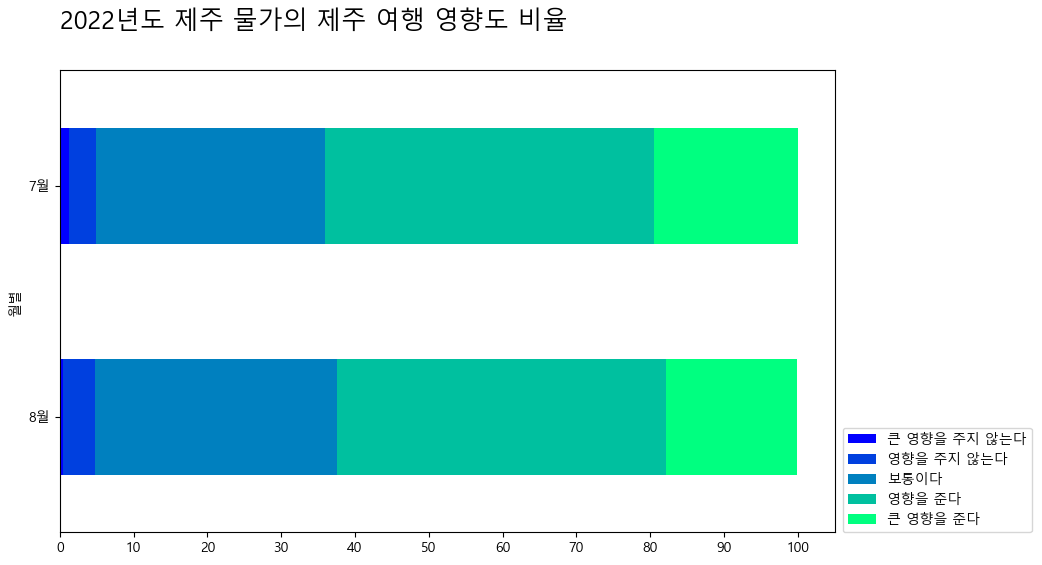 2022년도 제주 물가의 제주 여행 영향도 비율
7월
월별
8월
0 10 20 30 40 50 60 70 80 90 100
큰 영향을 주지 않는다
영향을 주지 않는다
보통이다
영향을 준다
큰 영향을 준다